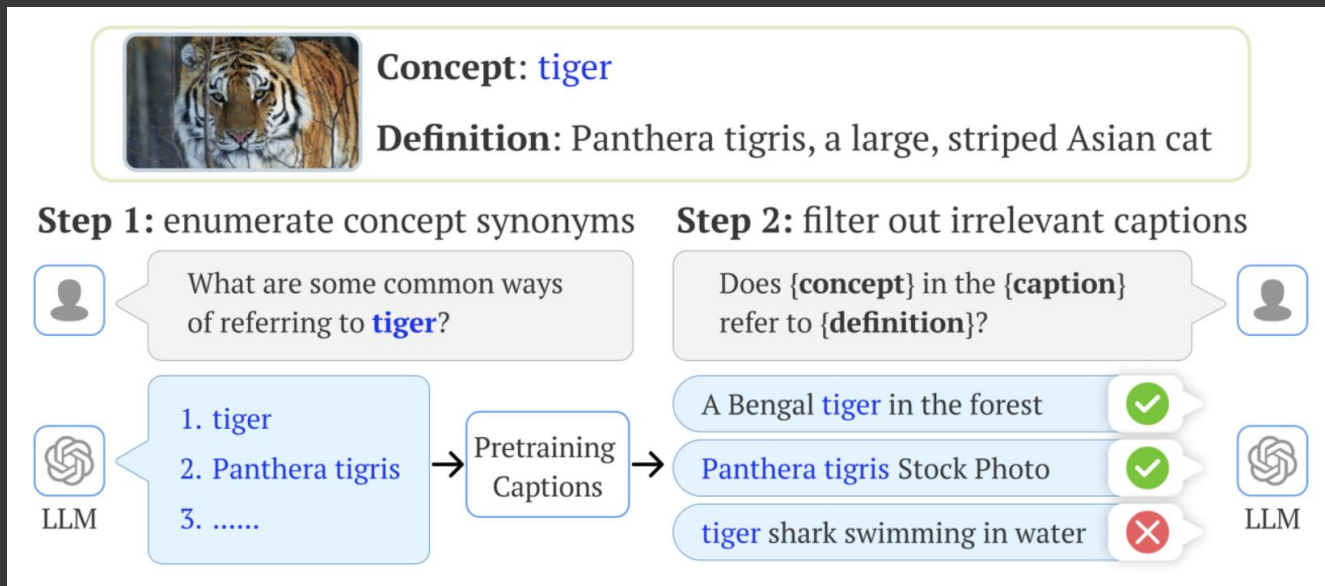 Concept: tiger
Definition: Panthera tigris, a large, striped Asian cat
Step 1: enumerate concept synonyms
What are some common ways
of referring to tiger?
LLM
1. tiger
2. Panthera tigris
3. ......
Pretraining
Captions
Step 2: filter out irrelevant captions
Does {concept} in the {caption}
refer to {definition}?
A Bengal tiger in the forest
Panthera tigris Stock Photo
tiger shark swimming in water
LLM